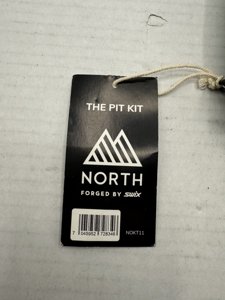 THE PIT KIT
NORTH
FORGED BY swix
NOKT11